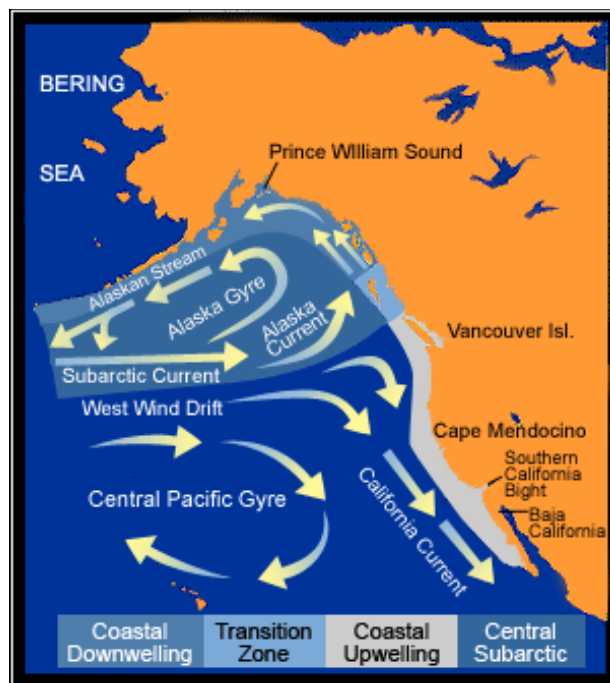 BERING
SEA
Prince WIlliam Sound
Alaskan Stream
Alaska Gyre
Alaska
Current
Vancouver Isl.
Subarctic Current
West Wind Drift
Cape Mendocino
Southern
California
Bight
Baja
California
Central Pacific Gyre
California Current
Coastal
Downwelling
Transition
Zone
Coastal
Upwelling
Central
Subarctic